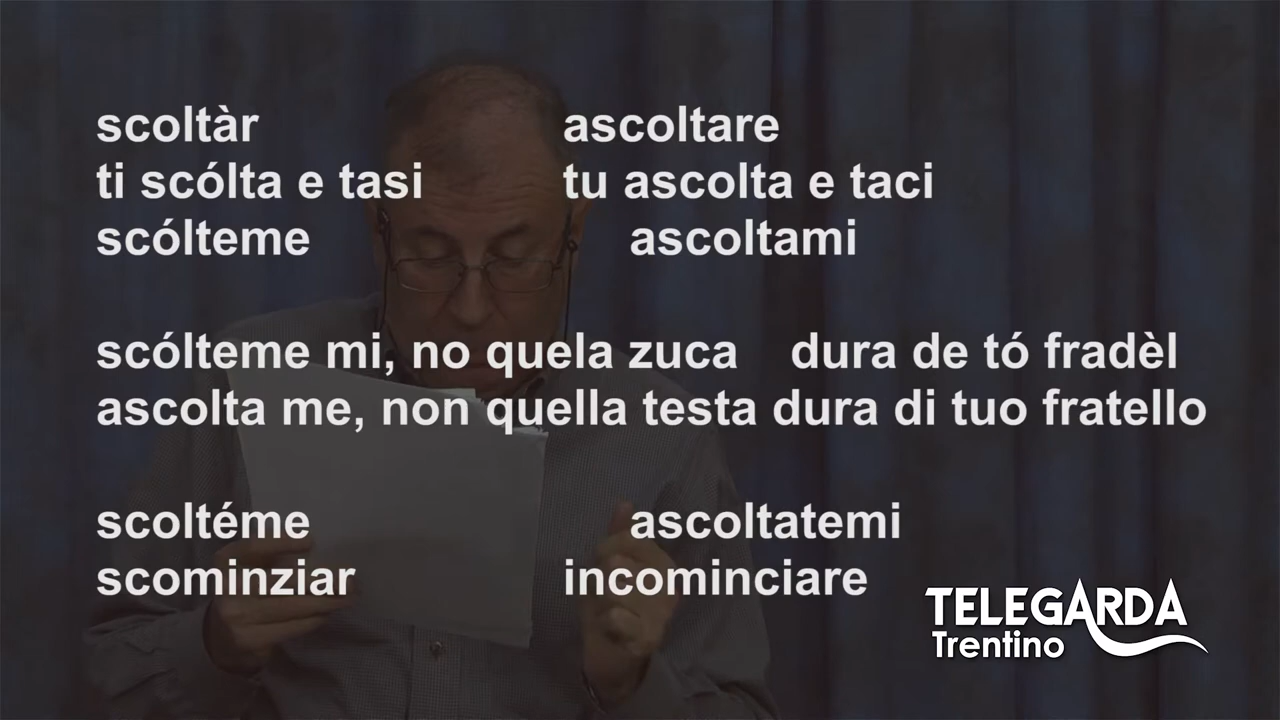 scoltàr ascoltare
ti scólta e tasi tu ascolta e taci
scólteme ascoltami
scólteme mi, no quela zuca dura de tó fradèl
ascolta me, non quella testa dura di tuo fratello
scoltéme ascoltatemi
scominziar incominciare
TELEGARDA
Trentino